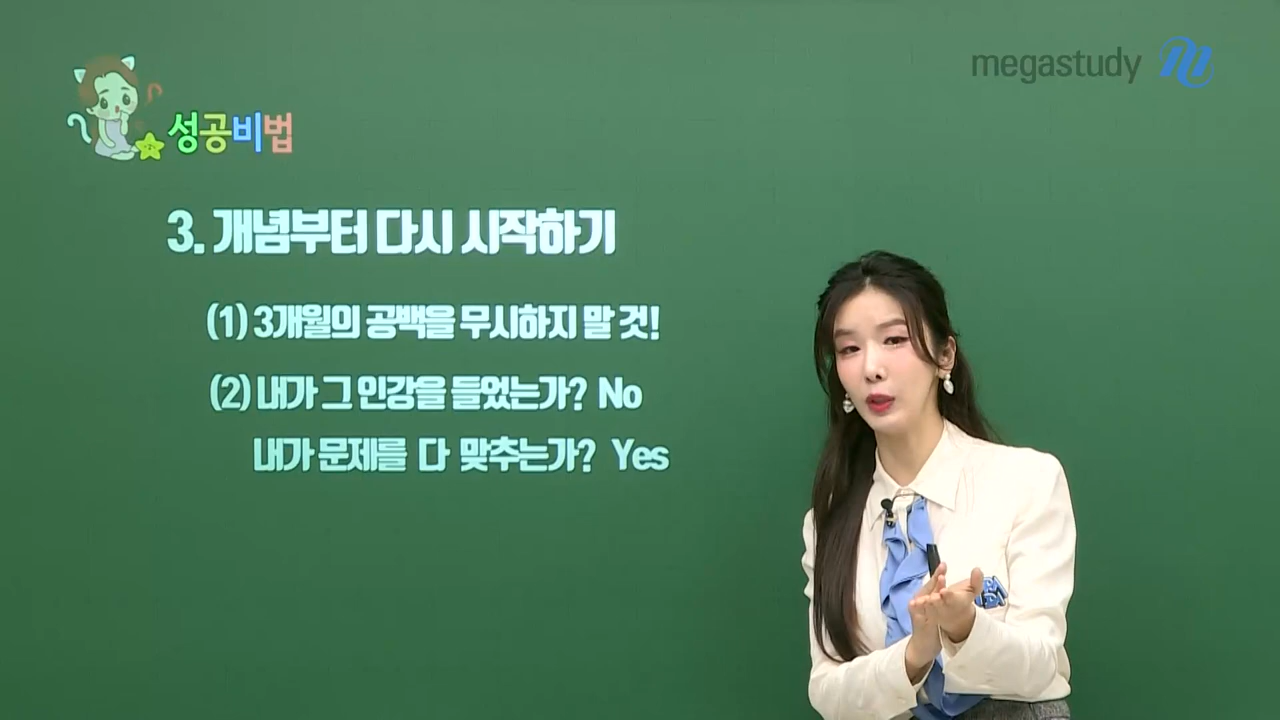 megastudy
성공비법
3. 개념부터 다시 시작하기
(1) 3개월의 공백을 무시하지 말 것!
(2) 내가 그 인강을 들었는가? No
내가 문제를 다 맞추는가? Yes